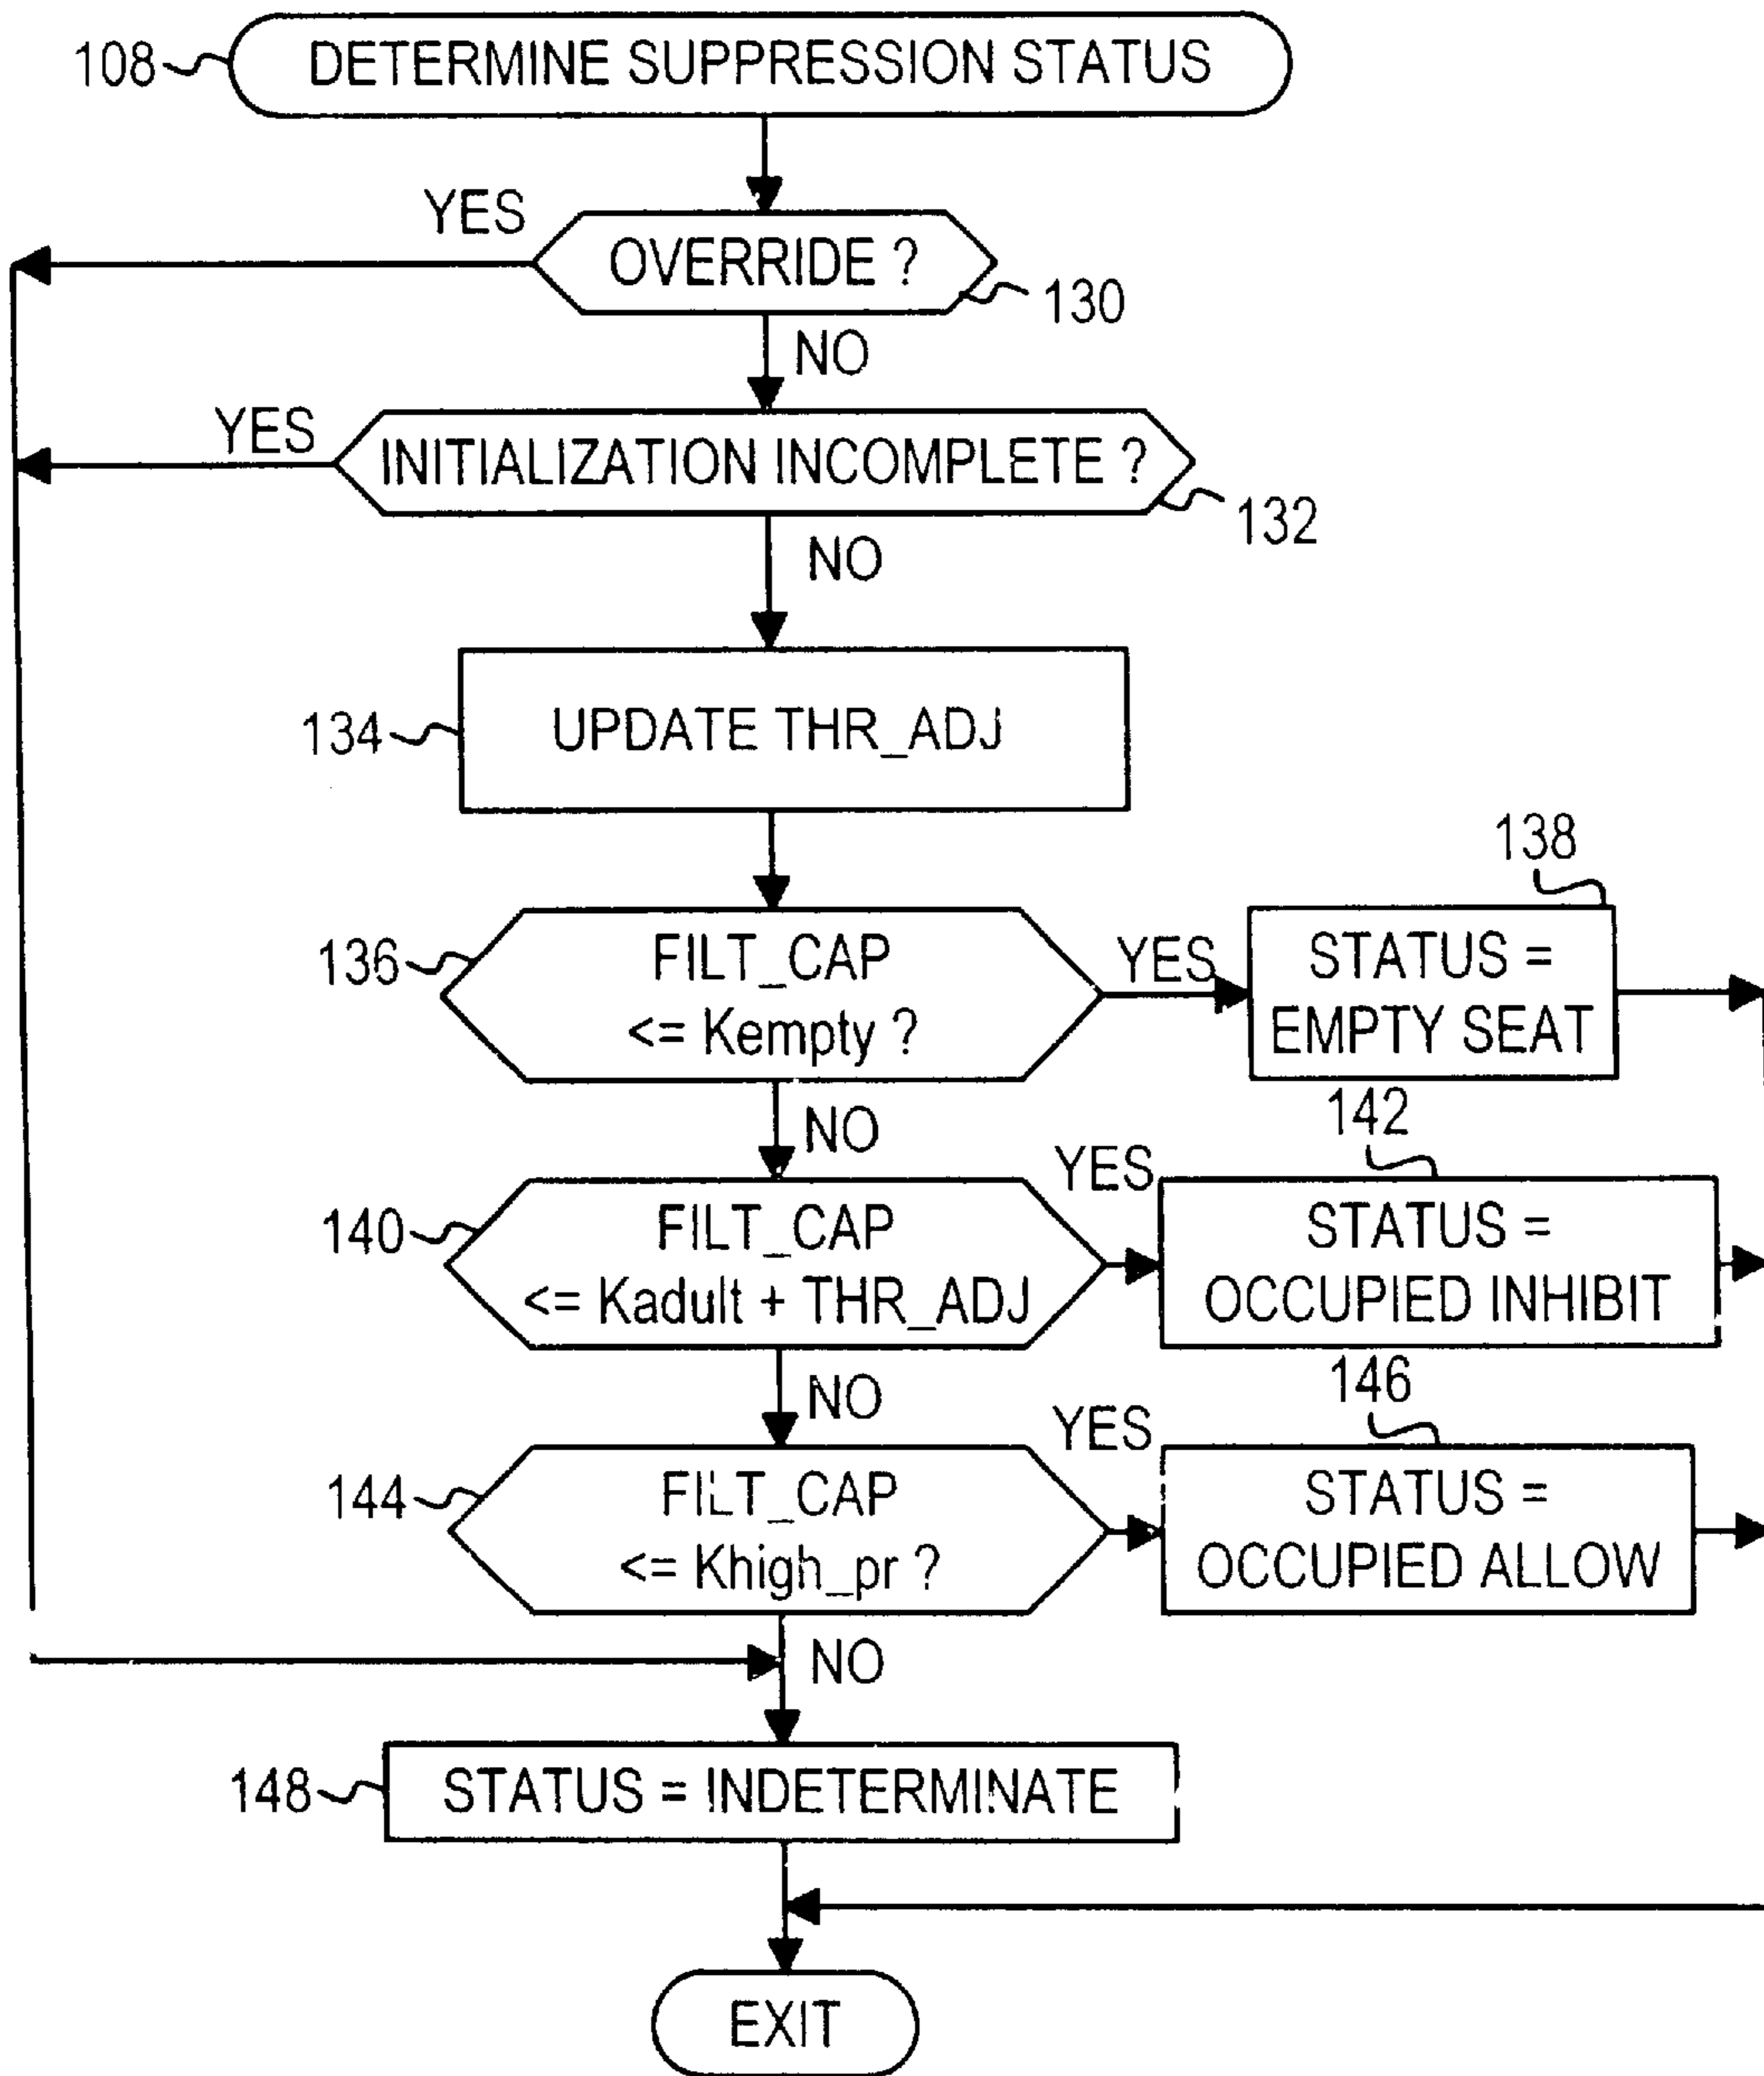 108
DETERMINE SUPPRESSION STATUS
YES
OVERRIDE ?
130
NO
YES
INITIALIZATION INCOMPLETE ?
132
NO
134
UPDATE THR_ADJ
138
136
FILT_CAP
<= Kempty ?
YES
STATUS =
EMPTY SEAT
NO
142
140
FILT_CAP
<= Kadult + THR_ADJ
YES
STATUS =
OCCUPIED INHIBIT
NO
146
144
FILT_CAP
<= Khigh_pr ?
YES
STATUS =
OCCUPIED ALLOW
NO
148
STATUS = INDETERMINATE
EXIT